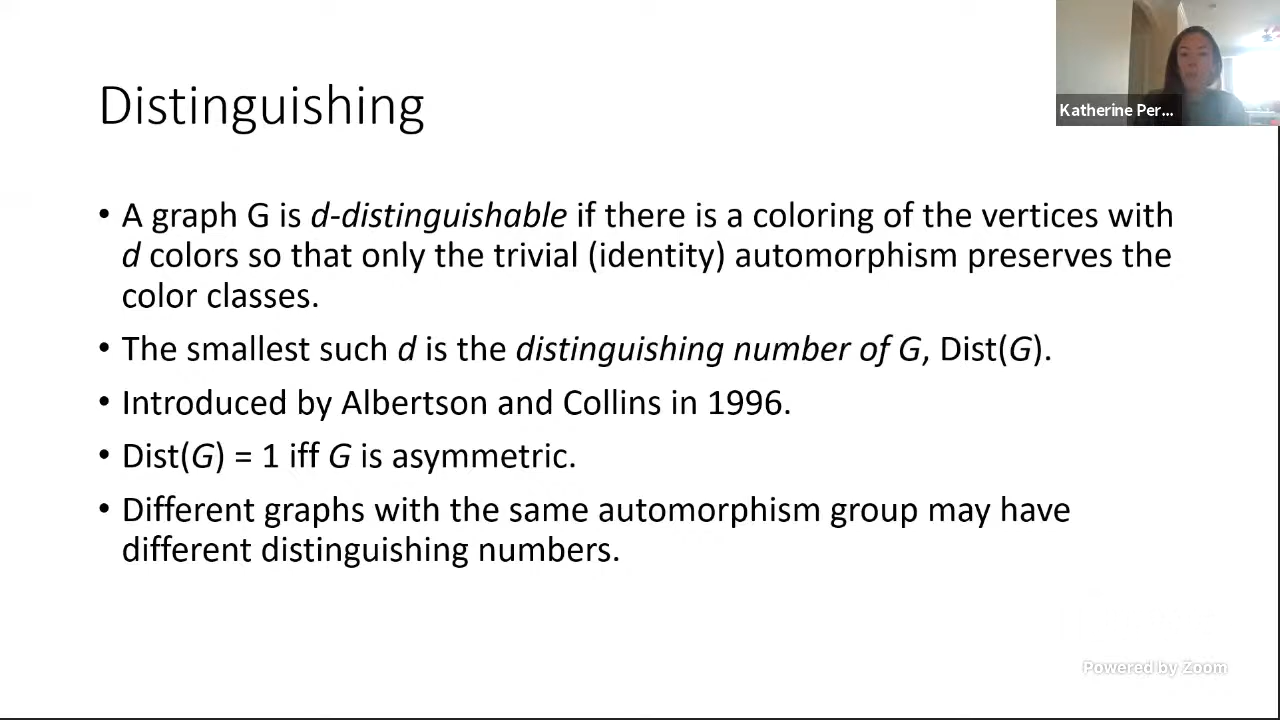 Distinguishing
Katherine Per...
• A graph G is d-distinguishable if there is a coloring of the vertices with
d colors so that only the trivial (identity) automorphism preserves the
color classes.
• The smallest such d is the distinguishing number of G, Dist(G).
• Introduced by Albertson and Collins in 1996.
• Dist(G) = 1 iff G is asymmetric.
• Different graphs with the same automorphism group may have
different distinguishing numbers.
Powered by Zoom